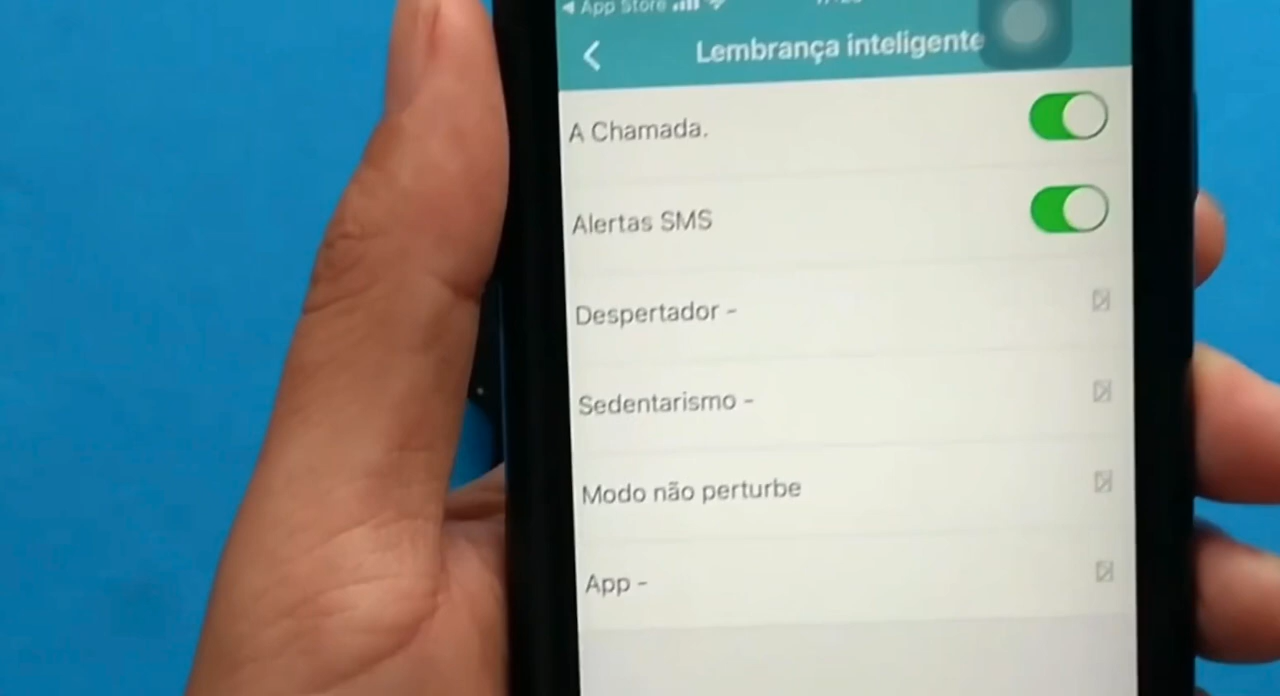 App Store
Lembrança inteligente
A Chamada.
Alertas SMS
Despertador -
Sedentarismo -
Modo não perturbe
App -